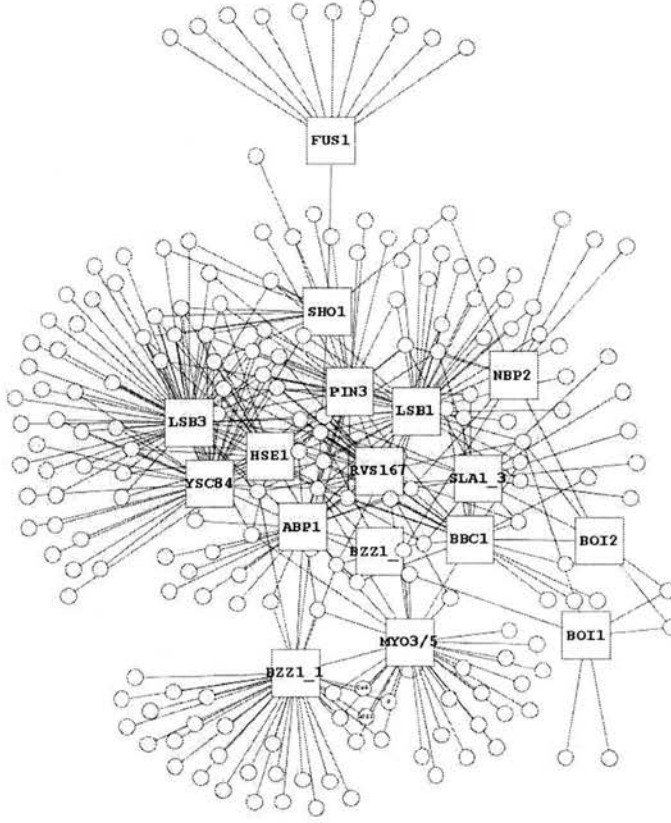 FUS1
SHO1
PIN3
NBP2
LSB3
LSB1
HSE1
RVS167
YSC84
SLA1_3
ABP1
BBC1
BOI2
BZZ1_
BOI1
MYO3/5
BZZ1_1